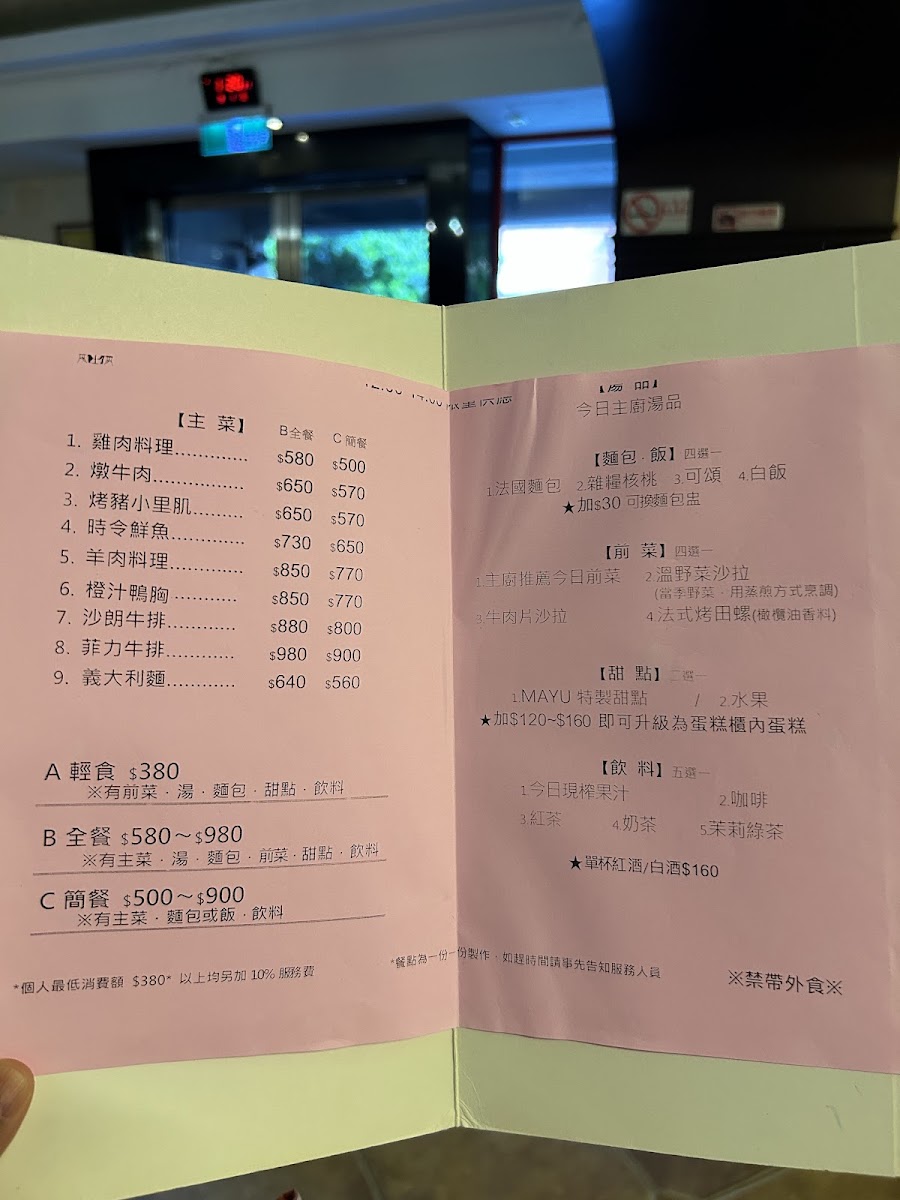 【主 菜】
B全餐 C簡餐
1. 雞肉料理............. $580 $500
2. 燉牛肉................. $650 $570
3. 烤豬小里肌......... $650 $570
4. 時令鮮魚............. $730 $650
5. 羊肉料理............. $850 $770
6. 橙汁鴨胸 ............ $850 $770
7. 沙朗牛排............ $880 $800
8. 菲力牛排............ $980 $900
9. 義大利麵............ $640 $560
A 輕食 $380
※有前菜．湯．麵包．甜點．飲料
B 全餐 $580～$980
※有主菜．湯．麵包．前菜．甜點．飲料
C 簡餐 $500～$900
※有主菜．麵包或飯．飲料
*個人最低消費額 $380* 以上均另加 10% 服務費
【湯 品】
今日主廚湯品
【麵包．飯】四選一
1.法國麵包 2.雜糧核桃 3.可頌 4.白飯
★加$30 可換麵包盅
【前 菜】四選一
1.主廚推薦今日前菜 2.溫野菜沙拉
(當季野菜．用蒸煎方式烹調)
3.牛肉片沙拉 4.法式烤田螺(橄欖油香料)
【甜 點】二選一
1.MAYU 特製甜點 / 2.水果
★加$120~$160 即可升級為蛋糕櫃內蛋糕
【飲 料】五選一
1.今日現榨果汁 2.咖啡
3.紅茶 4.奶茶 5.茉莉綠茶
★單杯紅酒/白酒$160
*餐點為一份一份製作、如趕時間請事先告知服務人員
※禁帶外食※